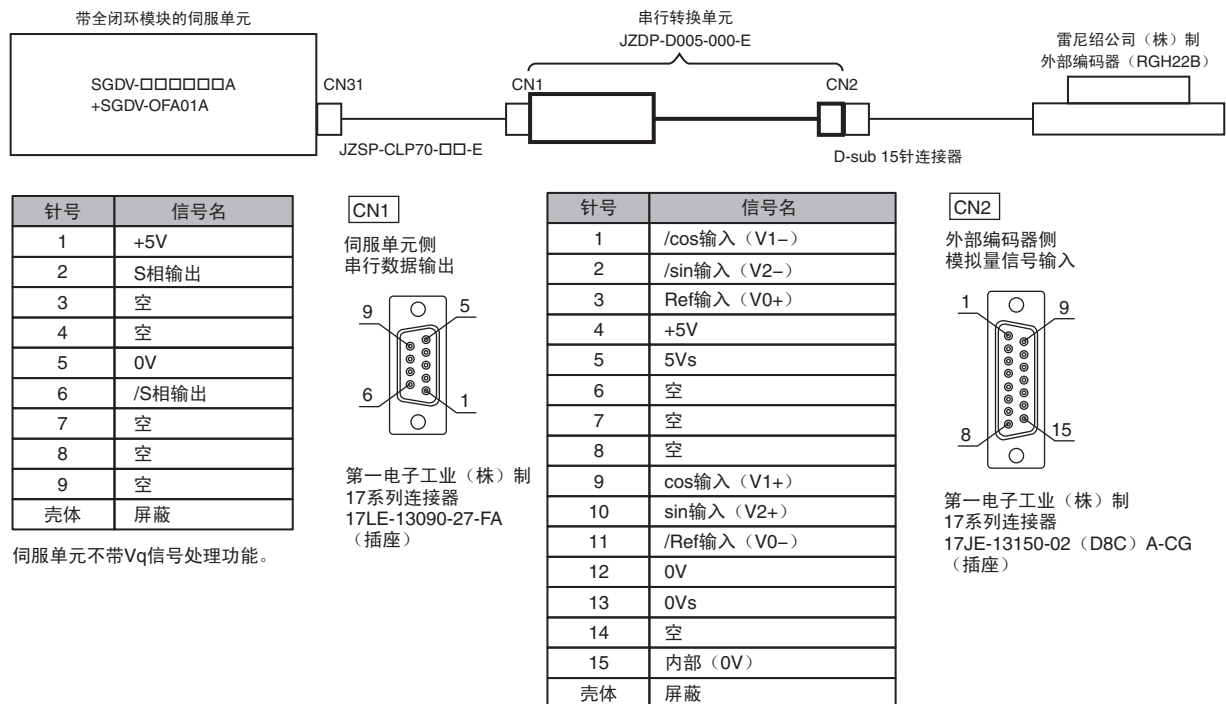 带全闭环模块的伺服单元
SGDV-□□□□□□A
+SGDV-OFA01A
CN31
JZSP-CLP70-□□-E
串行转换单元
JZDP-D005-000-E
CN1
CN2
D-sub 15针连接器
雷尼绍公司（株）制
外部编码器（RGH22B）
针号 信号名
1 +5V
2 S相输出
3 空
4 空
5 0V
6 /S相输出
7 空
8 空
9 空
壳体 屏蔽
伺服单元不带Vq信号处理功能。
CN1
伺服单元侧
串行数据输出
9
5
6
1
第一电子工业（株）制
17系列连接器
17LE-13090-27-FA
（插座）
针号 信号名
1 /cos输入（V1–）
2 /sin输入（V2–）
3 Ref输入（V0+）
4 +5V
5 5Vs
6 空
7 空
8 空
9 cos输入（V1+）
10 sin输入（V2+）
11 /Ref输入（V0–）
12 0V
13 0Vs
14 空
15 内部（0V）
壳体 屏蔽
CN2
外部编码器侧
模拟量信号输入
1
9
8
15
第一电子工业（株）制
17系列连接器
17JE-13150-02（D8C）A-CG
（插座）